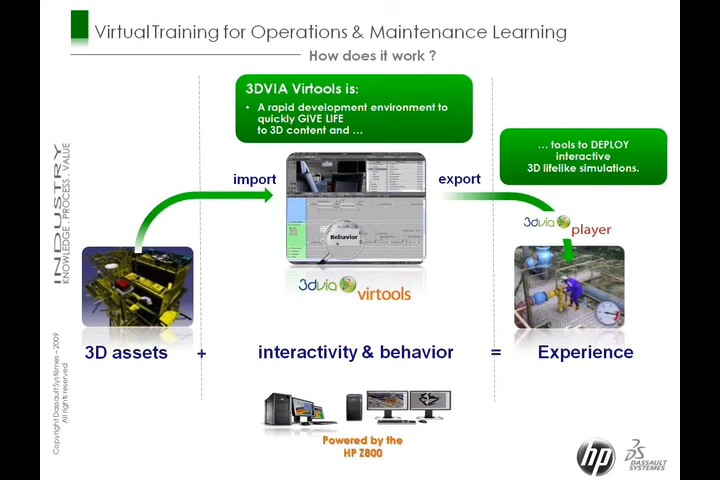 Virtual Training for Operations & Maintenance Learning
How does it work ?
3DVIA Virtools is:
• A rapid development environment to
quickly GIVE LIFE
to 3D content and …
… tools to DEPLOY
interactive
3D lifelike simulations.
import
export
Behavior
3dvia player
3dvia virtools
INDUSTRY
KNOWLEDGE . PROCESS . VALUE
3D assets + interactivity & behavior = Experience
Copyright Dassault Systèmes – 2009
All rights reserved
Powered by the
HP Z800
hp
DASSAULT
SYSTEMES